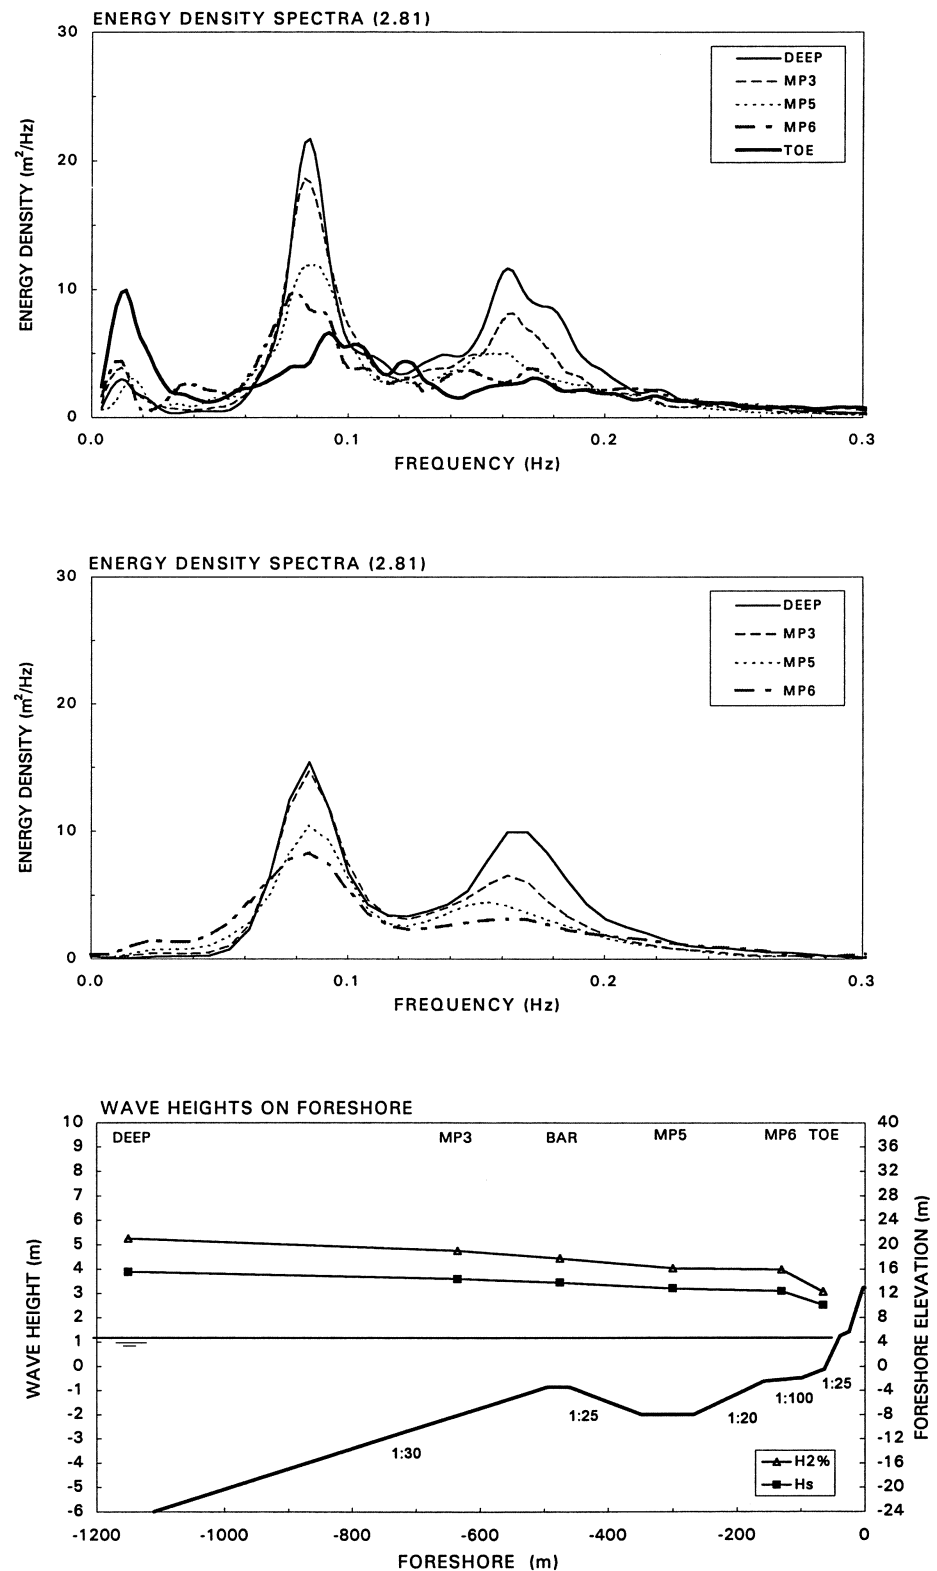 ENERGY DENSITY SPECTRA (2.81)
30
20
10
0
ENERGY DENSITY (m²/Hz)
DEEP
MP3
MP5
MP6
TOE
0.0 0.1 0.2 0.3
FREQUENCY (Hz)
ENERGY DENSITY SPECTRA (2.81)
30
20
10
0
ENERGY DENSITY (m²/Hz)
DEEP
MP3
MP5
MP6
0.0 0.1 0.2 0.3
FREQUENCY (Hz)
WAVE HEIGHTS ON FORESHORE
DEEP MP3 BAR MP5 MP6 TOE
10
9
8
7
6
5
4
3
2
1
0
-1
-2
-3
-4
-5
-6
WAVE HEIGHT (m)
40
36
32
28
24
20
16
12
8
4
0
-4
-8
-12
-16
-20
-24
FORESHORE ELEVATION (m)
1:30
1:25
1:20
1:100
1:25
H2%
Hs
-1200 -1000 -800 -600 -400 -200 0
FORESHORE (m)